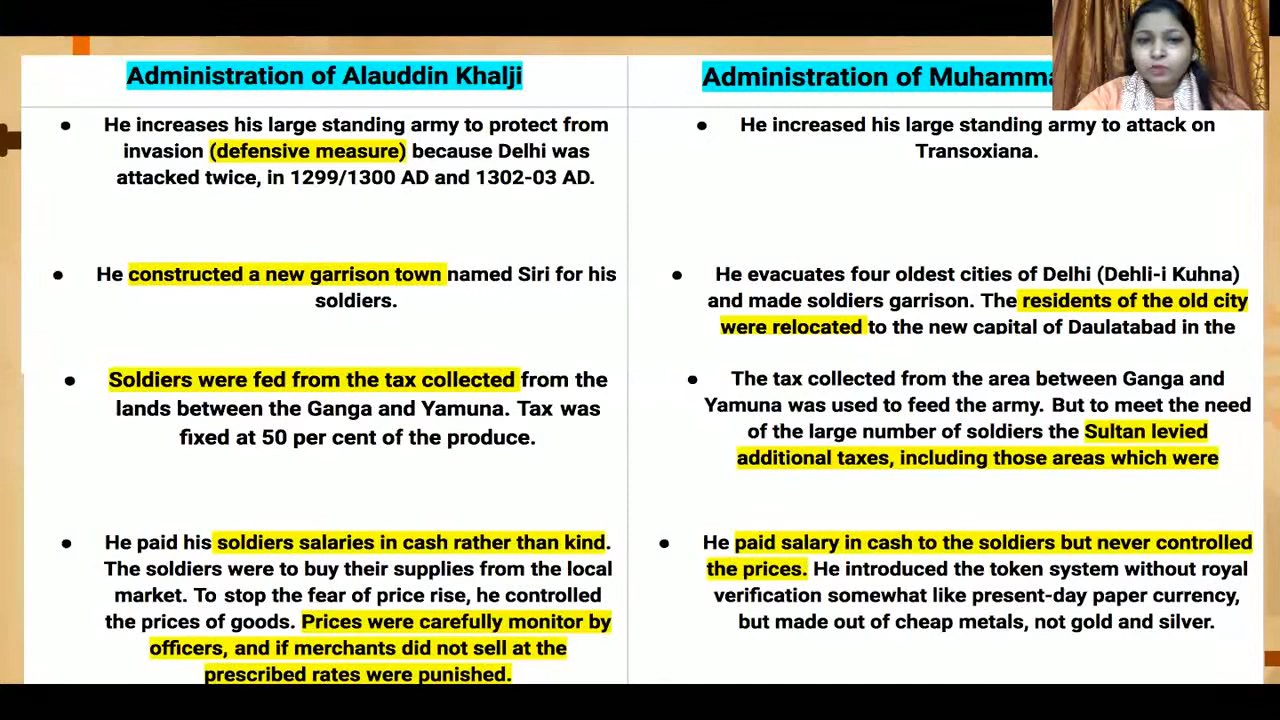 Administration of Alauddin Khalji
• He increases his large standing army to protect from
invasion (defensive measure) because Delhi was
attacked twice, in 1299/1300 AD and 1302-03 AD.
• He constructed a new garrison town named Siri for his
soldiers.
• Soldiers were fed from the tax collected from the
lands between the Ganga and Yamuna. Tax was
fixed at 50 per cent of the produce.
• He paid his soldiers salaries in cash rather than kind.
The soldiers were to buy their supplies from the local
market. To stop the fear of price rise, he controlled
the prices of goods. Prices were carefully monitor by
officers, and if merchants did not sell at the
prescribed rates were punished.
Administration of Muhamma
• He increased his large standing army to attack on
Transoxiana.
• He evacuates four oldest cities of Delhi (Dehli-i Kuhna)
and made soldiers garrison. The residents of the old city
were relocated to the new capital of Daulatabad in the
• The tax collected from the area between Ganga and
Yamuna was used to feed the army. But to meet the need
of the large number of soldiers the Sultan levied
additional taxes, including those areas which were
• He paid salary in cash to the soldiers but never controlled
the prices. He introduced the token system without royal
verification somewhat like present-day paper currency,
but made out of cheap metals, not gold and silver.